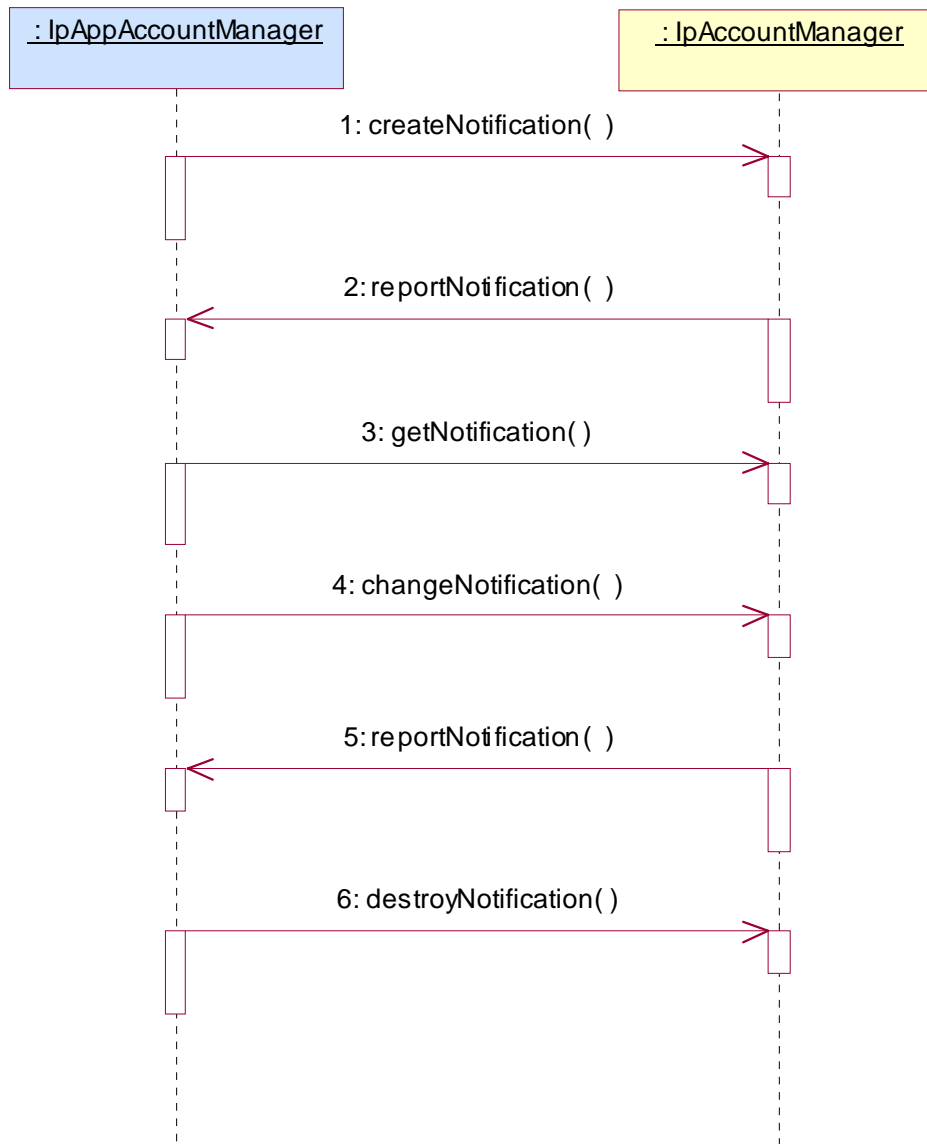 : IpAppAccountManager
: IpAccountManager
1: createNotification( )
2: reportNotification( )
3: getNotification( )
4: changeNotification( )
5: reportNotification( )
6: destroyNotification( )